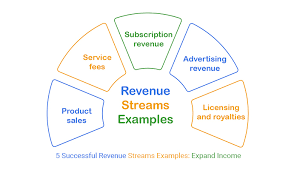 Subscription
revenue
Service
fees
Advertising
revenue
Product
sales
Revenue
Streams
Examples
Licensing
and royalties
5 Successful Revenue Streams Examples: Expand Income